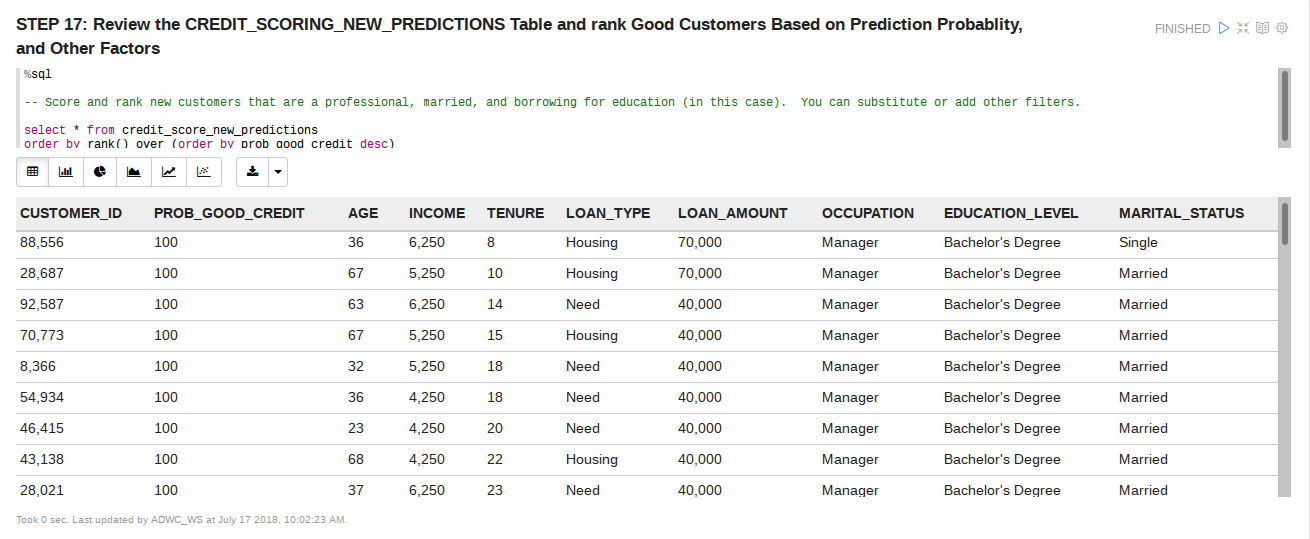 STEP 17: Review the CREDIT_SCORING_NEW_PREDICTIONS Table and rank Good Customers Based on Prediction Probablity,
and Other Factors
FINISHED
%sql
-- Score and rank new customers that are a professional, married, and borrowing for education (in this case).  You can substitute or add other filters.
select * from credit_score_new_predictions
order by rank() over (order by prob_good_credit desc)
CUSTOMER_ID PROB_GOOD_CREDIT AGE INCOME TENURE LOAN_TYPE LOAN_AMOUNT OCCUPATION EDUCATION_LEVEL MARITAL_STATUS
88,556 100 36 6,250 8 Housing 70,000 Manager Bachelor's Degree Single
28,687 100 67 5,250 10 Housing 70,000 Manager Bachelor's Degree Married
92,587 100 63 6,250 14 Need 40,000 Manager Bachelor's Degree Married
70,773 100 67 5,250 15 Housing 40,000 Manager Bachelor's Degree Married
8,366 100 32 5,250 18 Need 40,000 Manager Bachelor's Degree Married
54,934 100 36 4,250 18 Need 40,000 Manager Bachelor's Degree Married
46,415 100 23 4,250 20 Need 40,000 Manager Bachelor's Degree Married
43,138 100 68 4,250 22 Housing 40,000 Manager Bachelor's Degree Married
28,021 100 37 6,250 23 Need 40,000 Manager Bachelor's Degree Married
Took 0 sec. Last updated by ADWC_WS at July 17 2018, 10:02:23 AM.